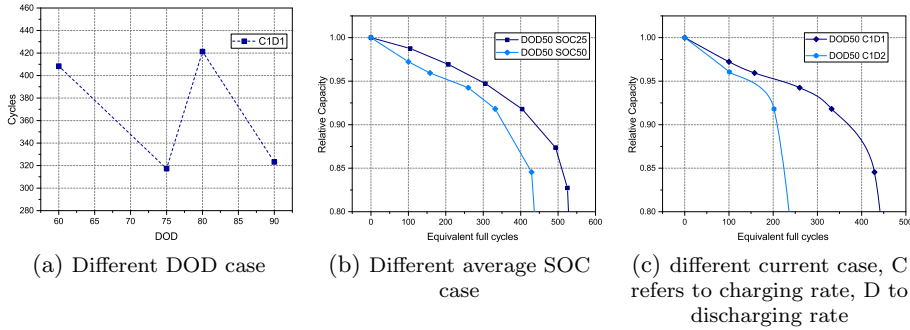 460
440
420
400
380
360
340
320
300
280
Cycles
60 65 70 75 80 85 90
DOD
C1D1
(a) Different DOD case
1.00
0.95
0.90
0.85
0.80
Relative Capacity
0 100 200 300 400 500 600
Equivalent full cycles
DOD50 SOC25
DOD50 SOC50
(b) Different average SOC
case
1.00
0.95
0.90
0.85
0.80
Relative Capacity
0 100 200 300 400 500
Equivalent full cycles
DOD50 C1D1
DOD50 C1D2
(c) different current case, C
refers to charging rate, D to
discharging rate